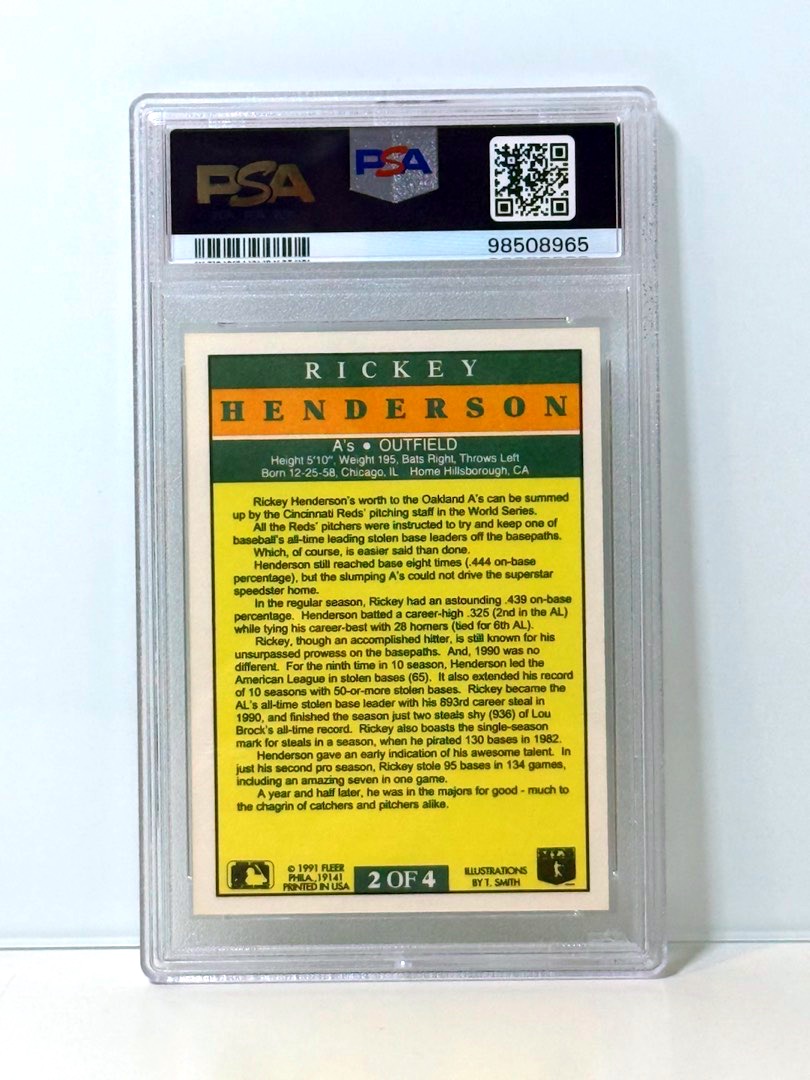 PSA
PSA
98508965
RICKEY
HENDERSON
A's • OUTFIELD
Height 5'10", Weight 195, Bats Right, Throws Left
Born 12-25-58, Chicago, IL Home Hillsborough, CA
Rickey Henderson's worth to the Oakland A's can be summed
up by the Cincinnati Reds' pitching staff in the World Series.
All the Reds' pitchers were instructed to try and keep one of
baseball's all-time leading stolen base leaders off the basepaths.
Which, of course, is easier said than done.
Henderson still reached base eight times (.444 on-base
percentage), but the slumping A's could not drive the superstar
speedster home.
In the regular season, Rickey had an astounding .439 on-base
percentage. Henderson batted a career-high .325 (2nd in the AL)
while tying his career-best with 28 homers (tied for 6th AL).
Rickey, though an accomplished hitter, is still known for his
unsurpassed prowess on the basepaths. And, 1990 was no
different. For the ninth time in 10 season, Henderson led the
American League in stolen bases (65). It also extended his record
of 10 seasons with 50-or-more stolen bases. Rickey became the
AL's all-time stolen base leader with his 893rd career steal in
1990, and finished the season just two steals shy (936) of Lou
Brock's all-time record. Rickey also boasts the single-season
mark for steals in a season, when he pirated 130 bases in 1982.
Henderson gave an early indication of his awesome talent. In
just his second pro season, Rickey stole 95 bases in 134 games,
including an amazing seven in one game.
A year and half later, he was in the majors for good - much to
the chagrin of catchers and pitchers alike.
© 1991 FLEER
PHILA.,19141
PRINTED IN USA
2 OF 4
ILLUSTRATIONS
BY T. SMITH